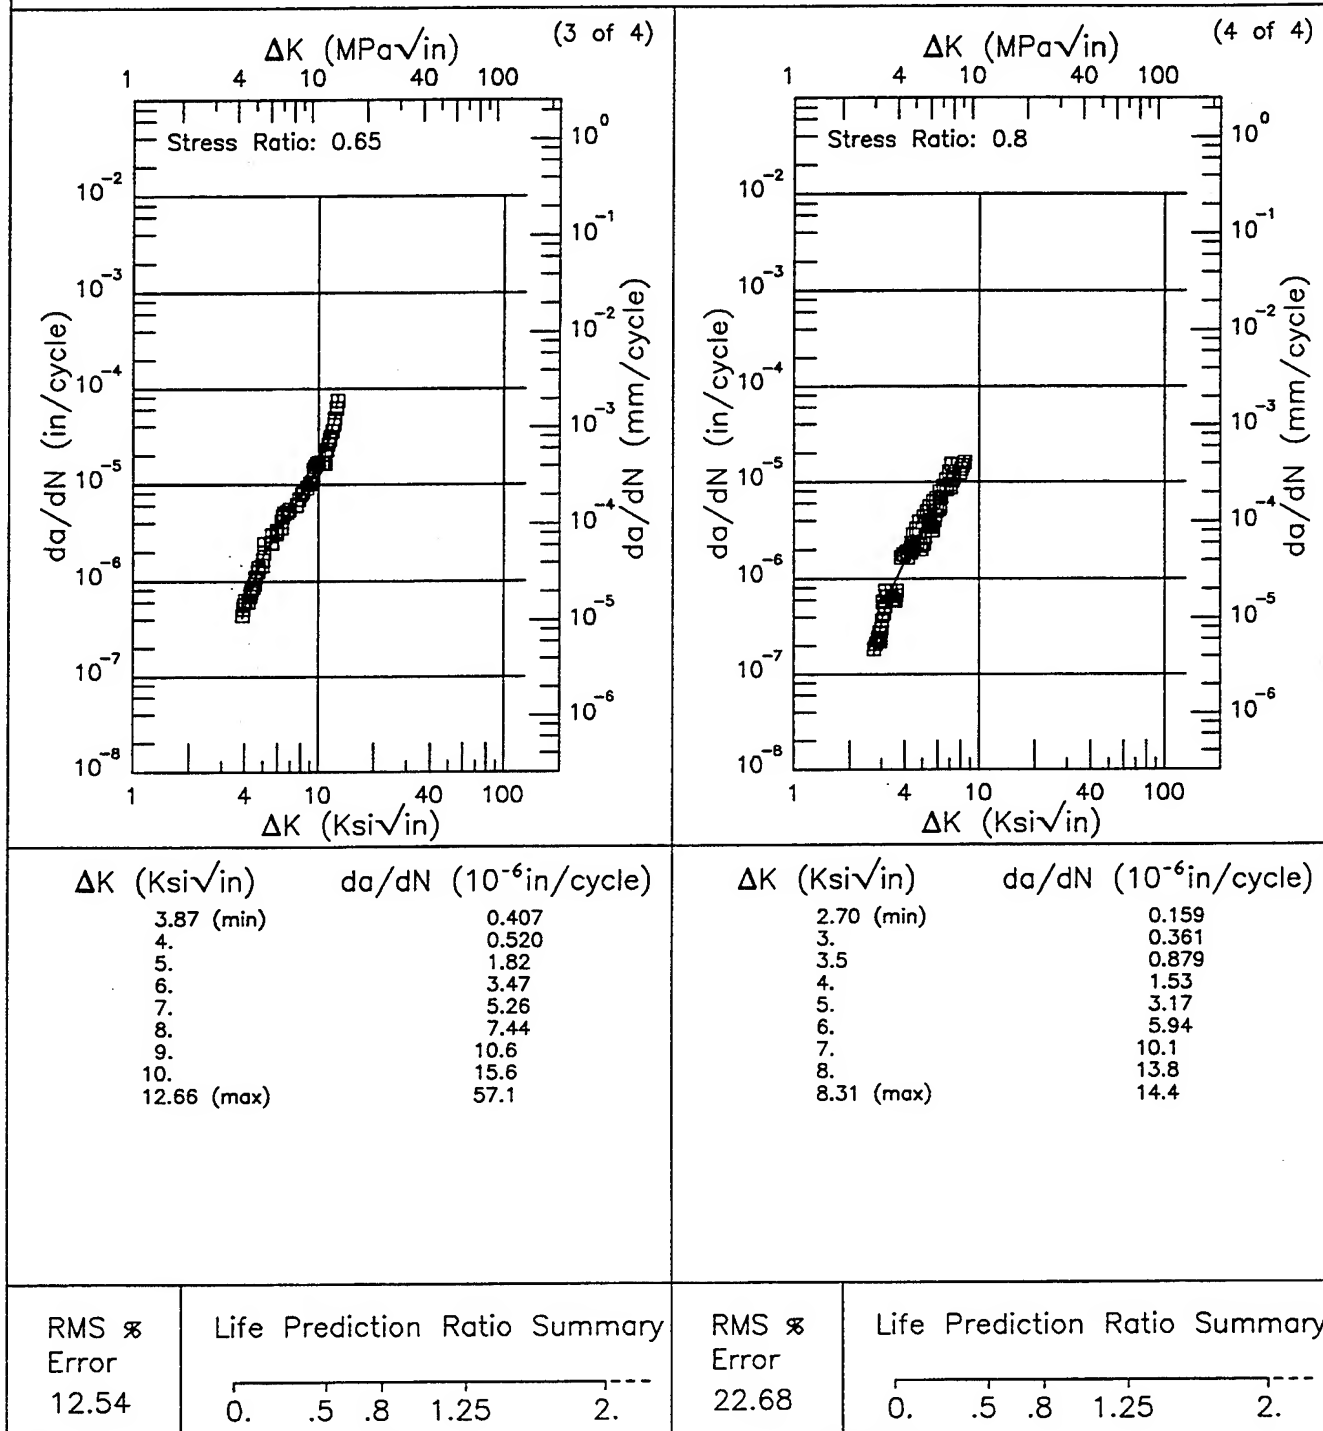 (3 of 4)
ΔK (MPa√in)
1 4 10 40 100
Stress Ratio: 0.65
10⁰
10⁻²
10⁻¹
10⁻³
10⁻²
10⁻⁴
10⁻³
10⁻⁵
10⁻⁴
10⁻⁶
10⁻⁵
10⁻⁷
10⁻⁶
10⁻⁸
da/dN (in/cycle)
da/dN (mm/cycle)
1 4 10 40 100
ΔK (Ksi√in)
ΔK (Ksi√in) da/dN (10⁻⁶in/cycle)
3.87 (min) 0.407
4. 0.520
5. 1.82
6. 3.47
7. 5.26
8. 7.44
9. 10.6
10. 15.6
12.66 (max) 57.1
RMS %
Error
12.54
Life Prediction Ratio Summary
0. .5 .8 1.25 2.
(4 of 4)
ΔK (MPa√in)
1 4 10 40 100
Stress Ratio: 0.8
10⁰
10⁻²
10⁻¹
10⁻³
10⁻²
10⁻⁴
10⁻³
10⁻⁵
10⁻⁴
10⁻⁶
10⁻⁵
10⁻⁷
10⁻⁶
10⁻⁸
da/dN (in/cycle)
da/dN (mm/cycle)
1 4 10 40 100
ΔK (Ksi√in)
ΔK (Ksi√in) da/dN (10⁻⁶in/cycle)
2.70 (min) 0.159
3. 0.361
3.5 0.879
4. 1.53
5. 3.17
6. 5.94
7. 10.1
8. 13.8
8.31 (max) 14.4
RMS %
Error
22.68
Life Prediction Ratio Summary
0. .5 .8 1.25 2.